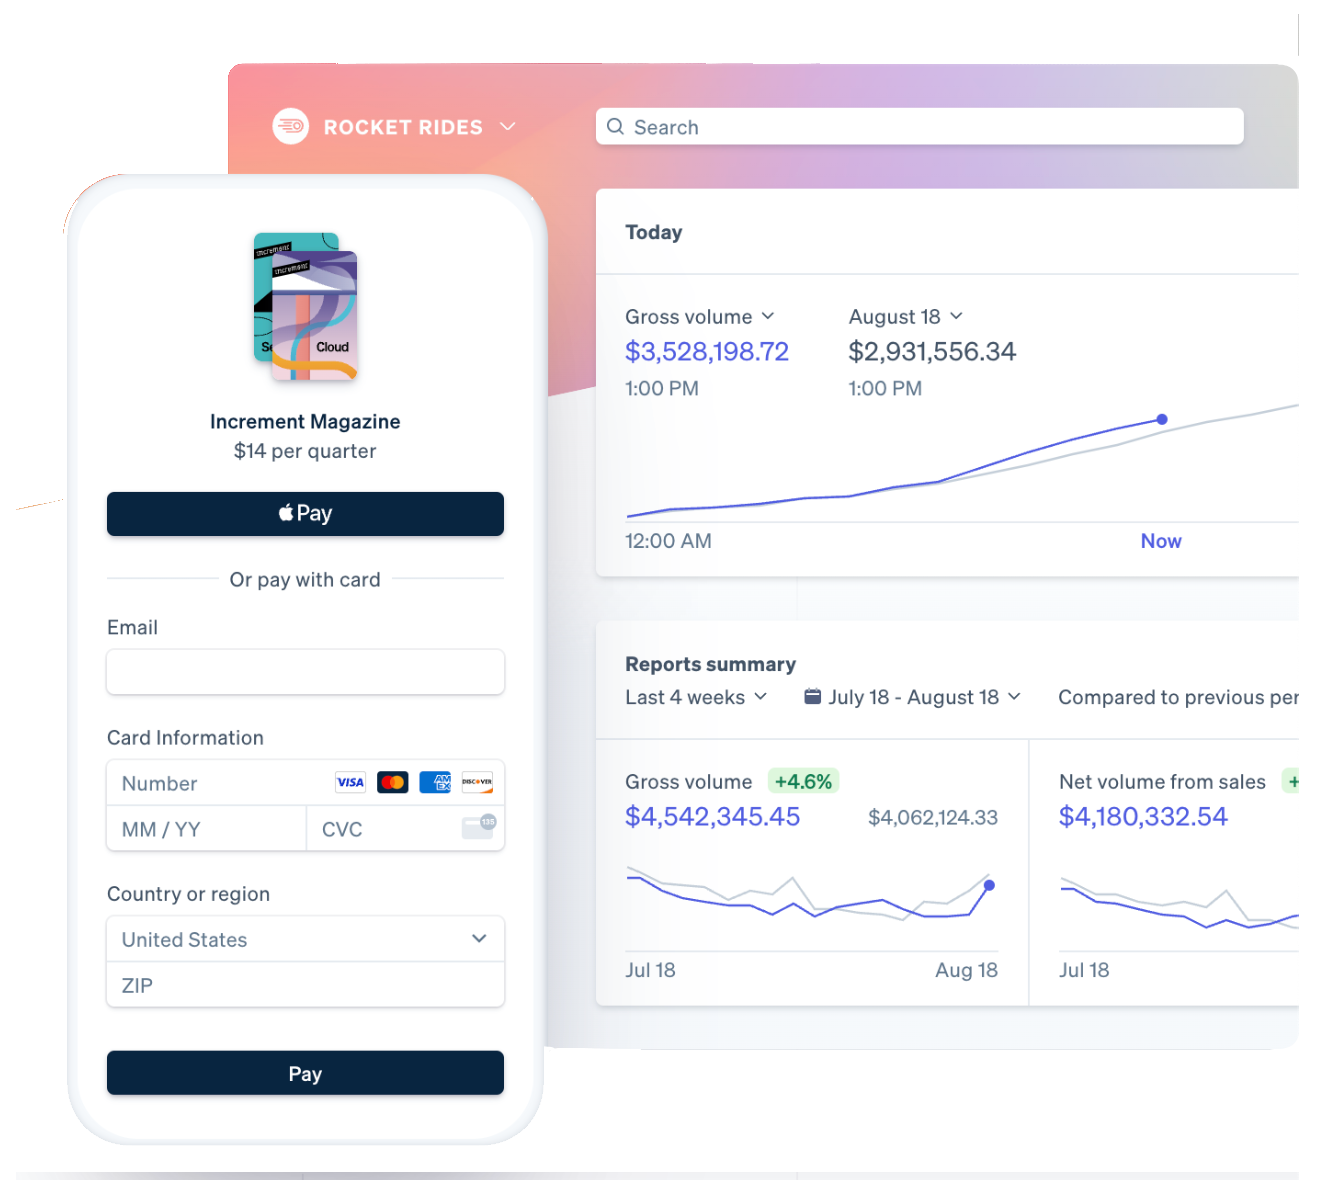 ROCKET RIDES
Search
increment
increment
Cloud
Increment Magazine
$14 per quarter
Pay
Or pay with card
Email
Card Information
Number
VISA
AM
EX
DISCOVER
MM / YY
CVC
135
Country or region
United States
ZIP
Pay
Today
Gross volume
August 18
$3,528,198.72
$2,931,556.34
1:00 PM
1:00 PM
12:00 AM
Now
Reports summary
Last 4 weeks
July 18 - August 18
Compared to previous per
Gross volume
+4.6%
$4,542,345.45
$4,062,124.33
Jul 18
Aug 18
Net volume from sales
+
$4,180,332.54
Jul 18